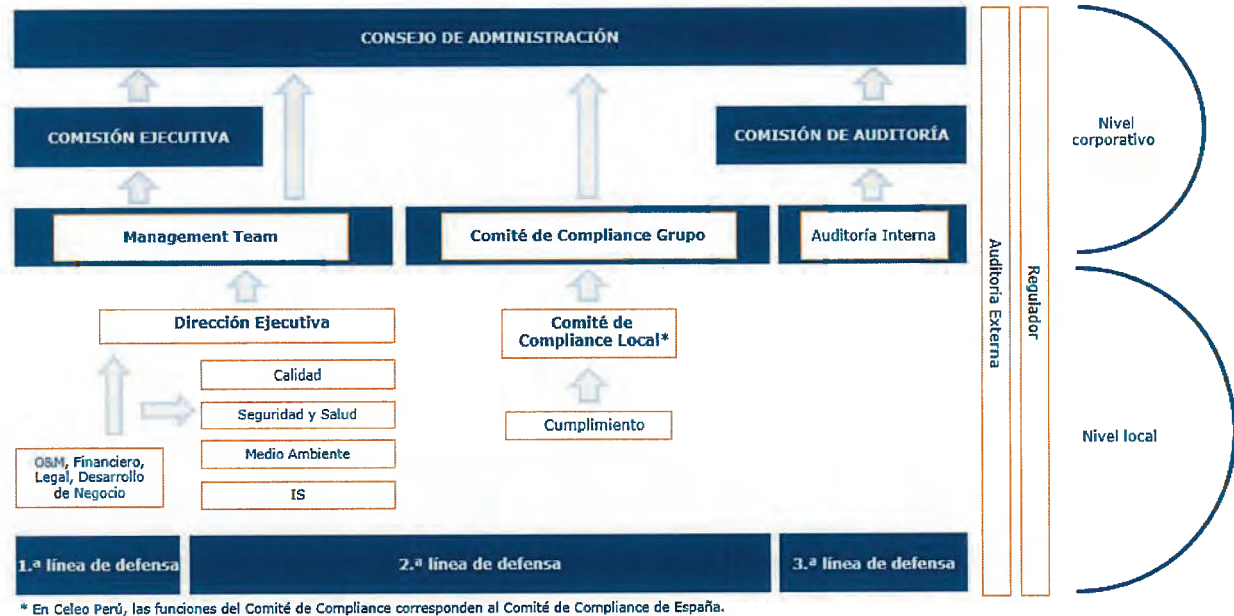 CONSEJO DE ADMINISTRACIÓN
COMISIÓN EJECUTIVA
COMISIÓN DE AUDITORÍA
Management Team
Comité de Compliance Grupo
Auditoría Interna
Dirección Ejecutiva
Comité de
Compliance Local*
Calidad
Seguridad y Salud
Medio Ambiente
IS
Cumplimiento
O&M, Financiero,
Legal, Desarrollo
de Negocio
Auditoría Externa
Regulador
Nivel
corporativo
Nivel local
1.ª línea de defensa
2.ª línea de defensa
3.ª línea de defensa
* En Celeo Perú, las funciones del Comité de Compliance corresponden al Comité de Compliance de España.